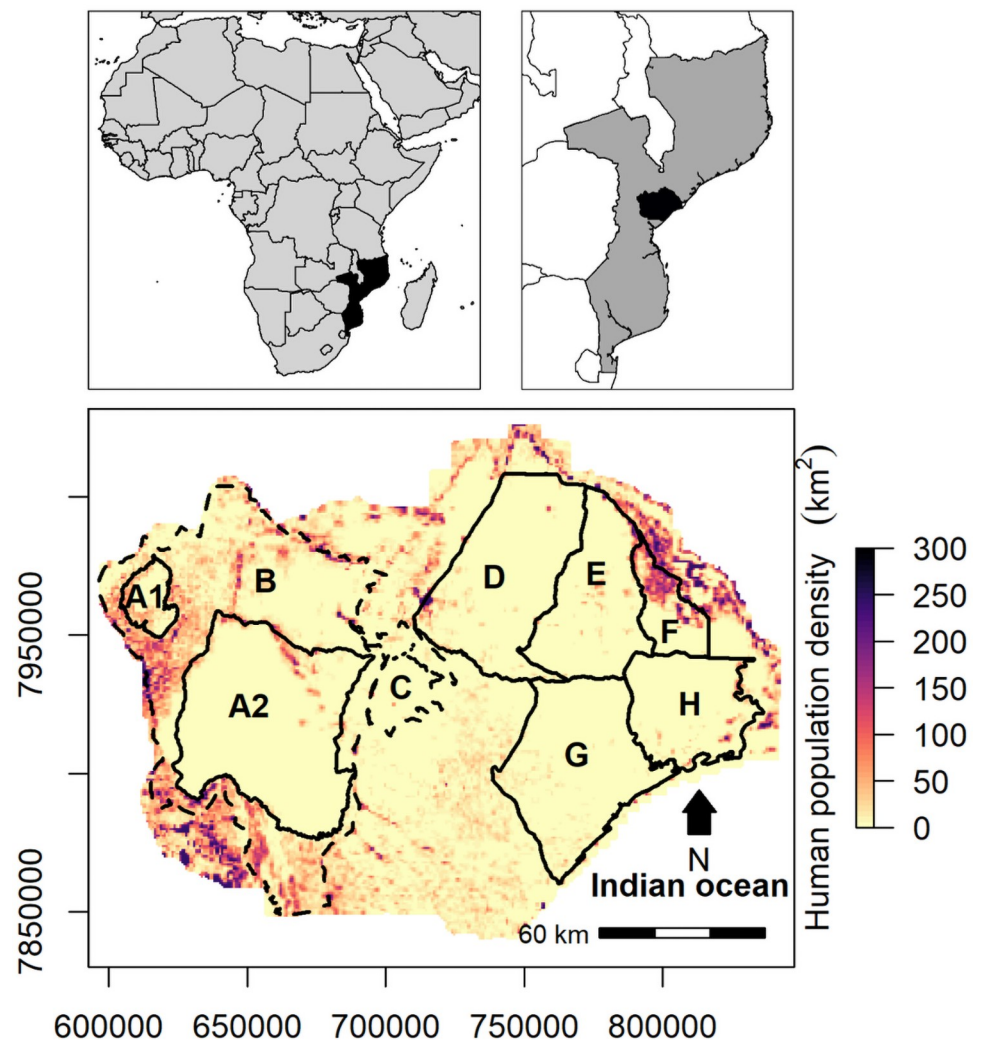 A1
B
A2
C
D
E
F
G
H
N
Indian ocean
60 km
7950000
7850000
600000 650000 700000 750000 800000
Human population density (km²)
300
250
200
150
100
50
0